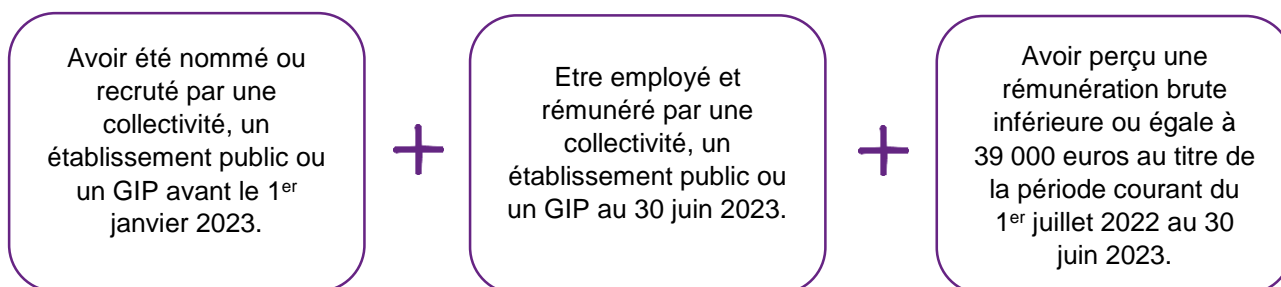 Avoir été nommé ou
recruté par une
collectivité, un
établissement public ou
un GIP avant le 1er
janvier 2023.
+
Etre employé et
rémunéré par une
collectivité, un
établissement public ou
un GIP au 30 juin 2023.
+
Avoir perçu une
rémunération brute
inférieure ou égale à
39 000 euros au titre de
la période courant du
1er juillet 2022 au 30
juin 2023.